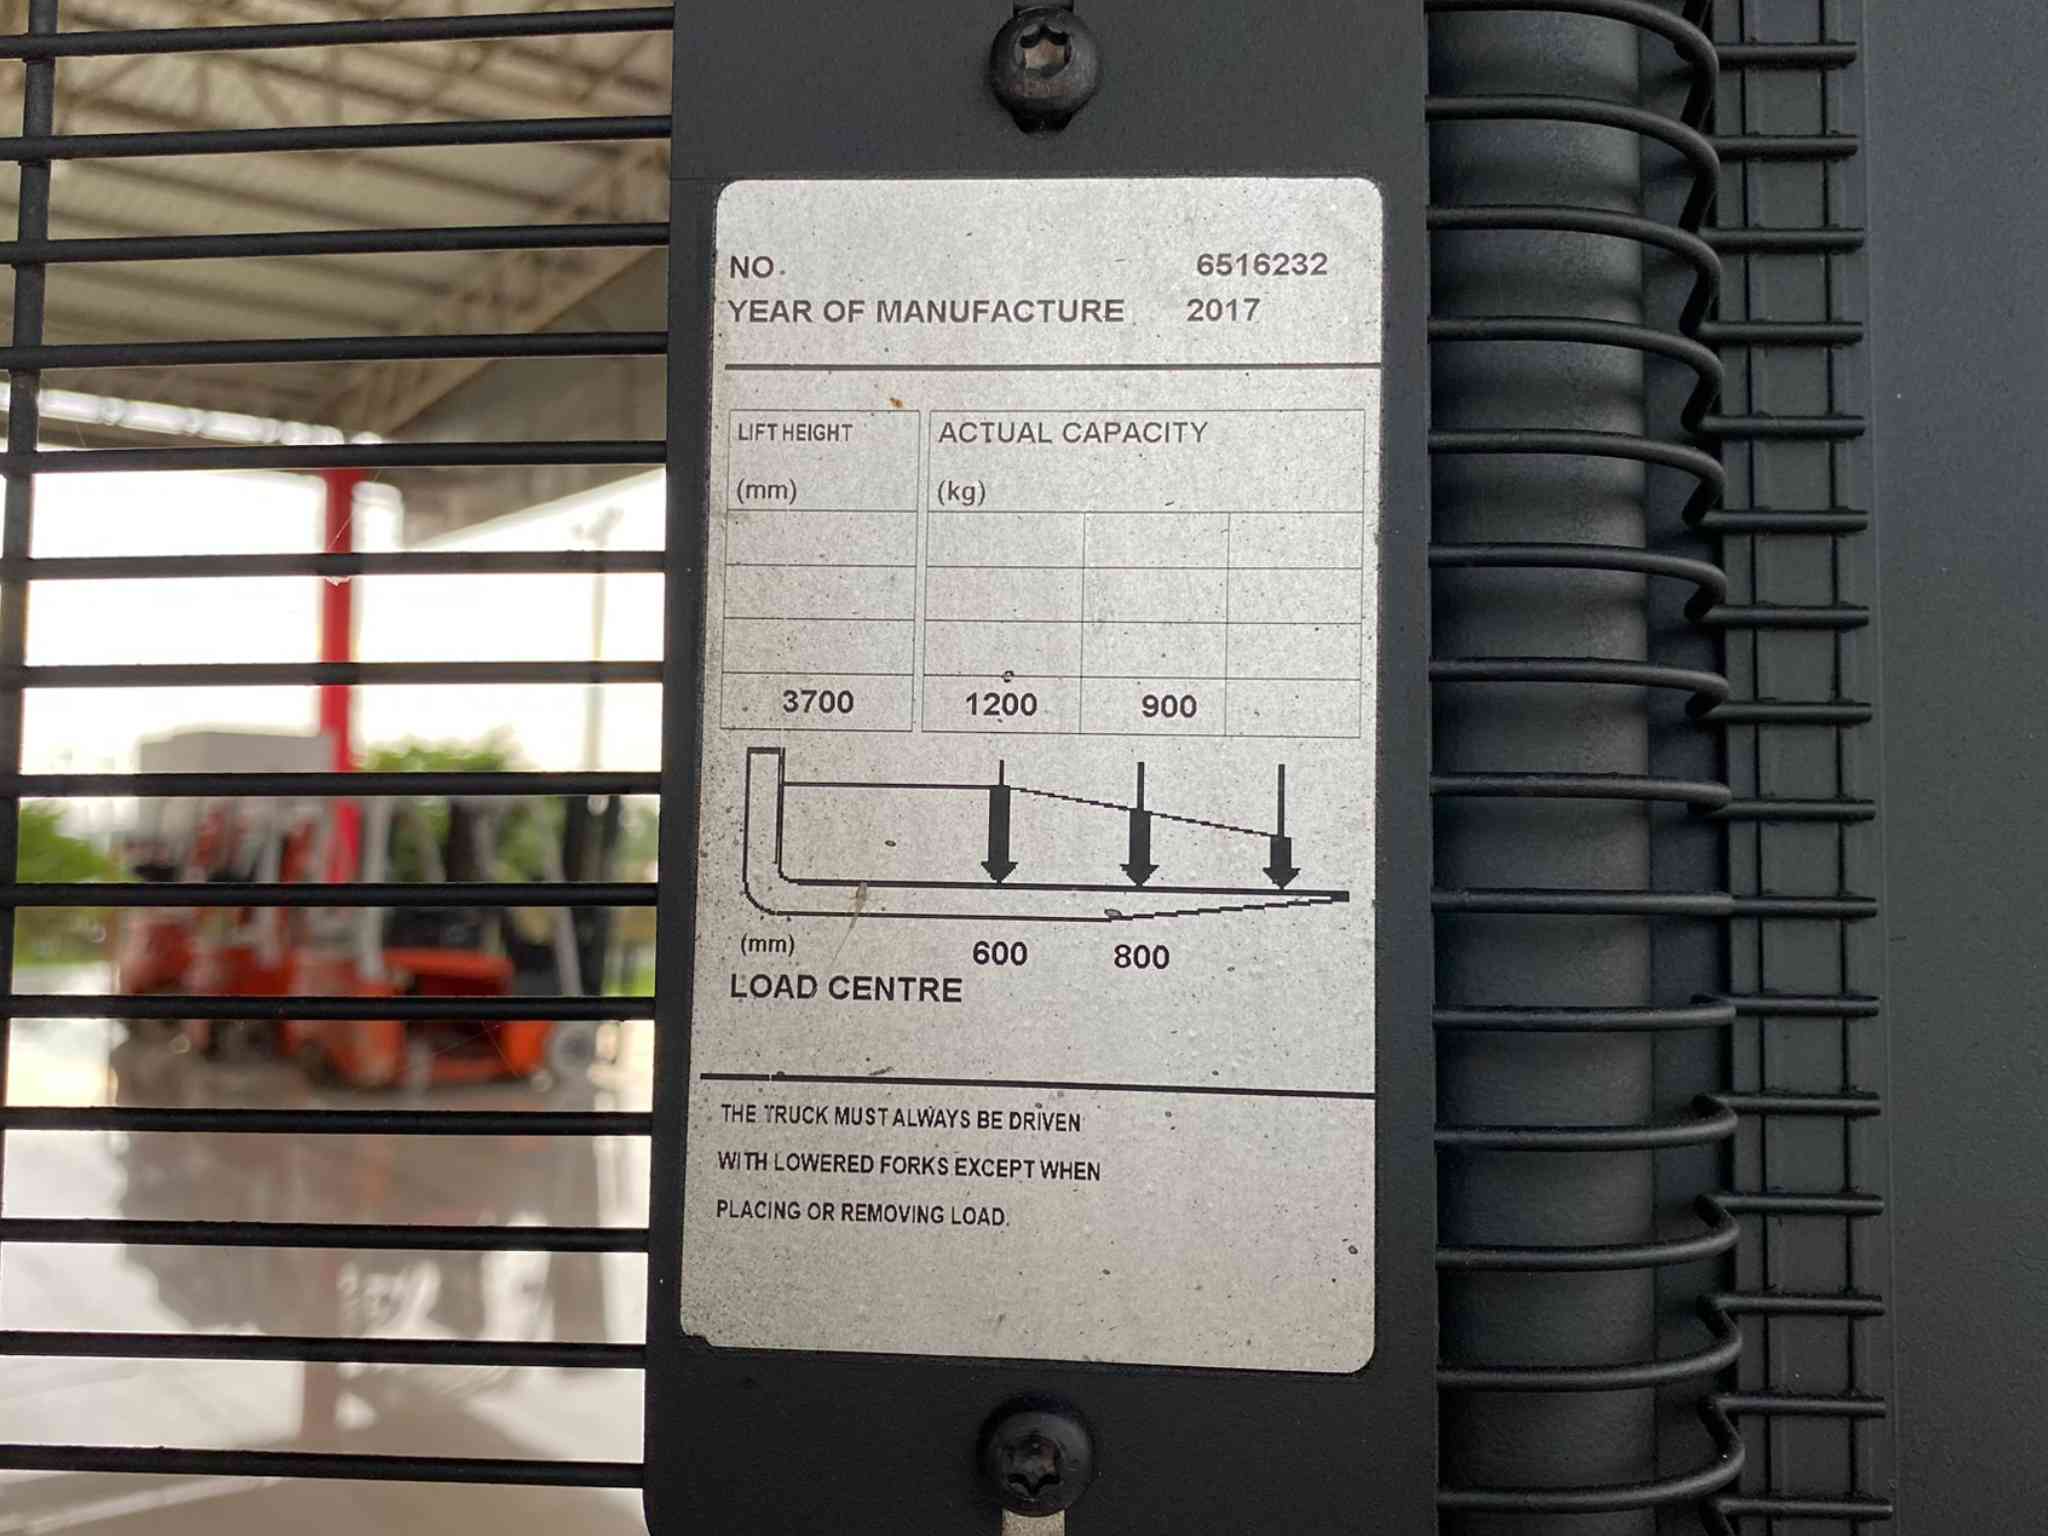 NO. 6516232
YEAR OF MANUFACTURE 2017
LIFT HEIGHT ACTUAL CAPACITY
(mm) (kg)
3700 1200 900
(mm) 600 800
LOAD CENTRE
THE TRUCK MUST ALWAYS BE DRIVEN
WITH LOWERED FORKS EXCEPT WHEN
PLACING OR REMOVING LOAD.